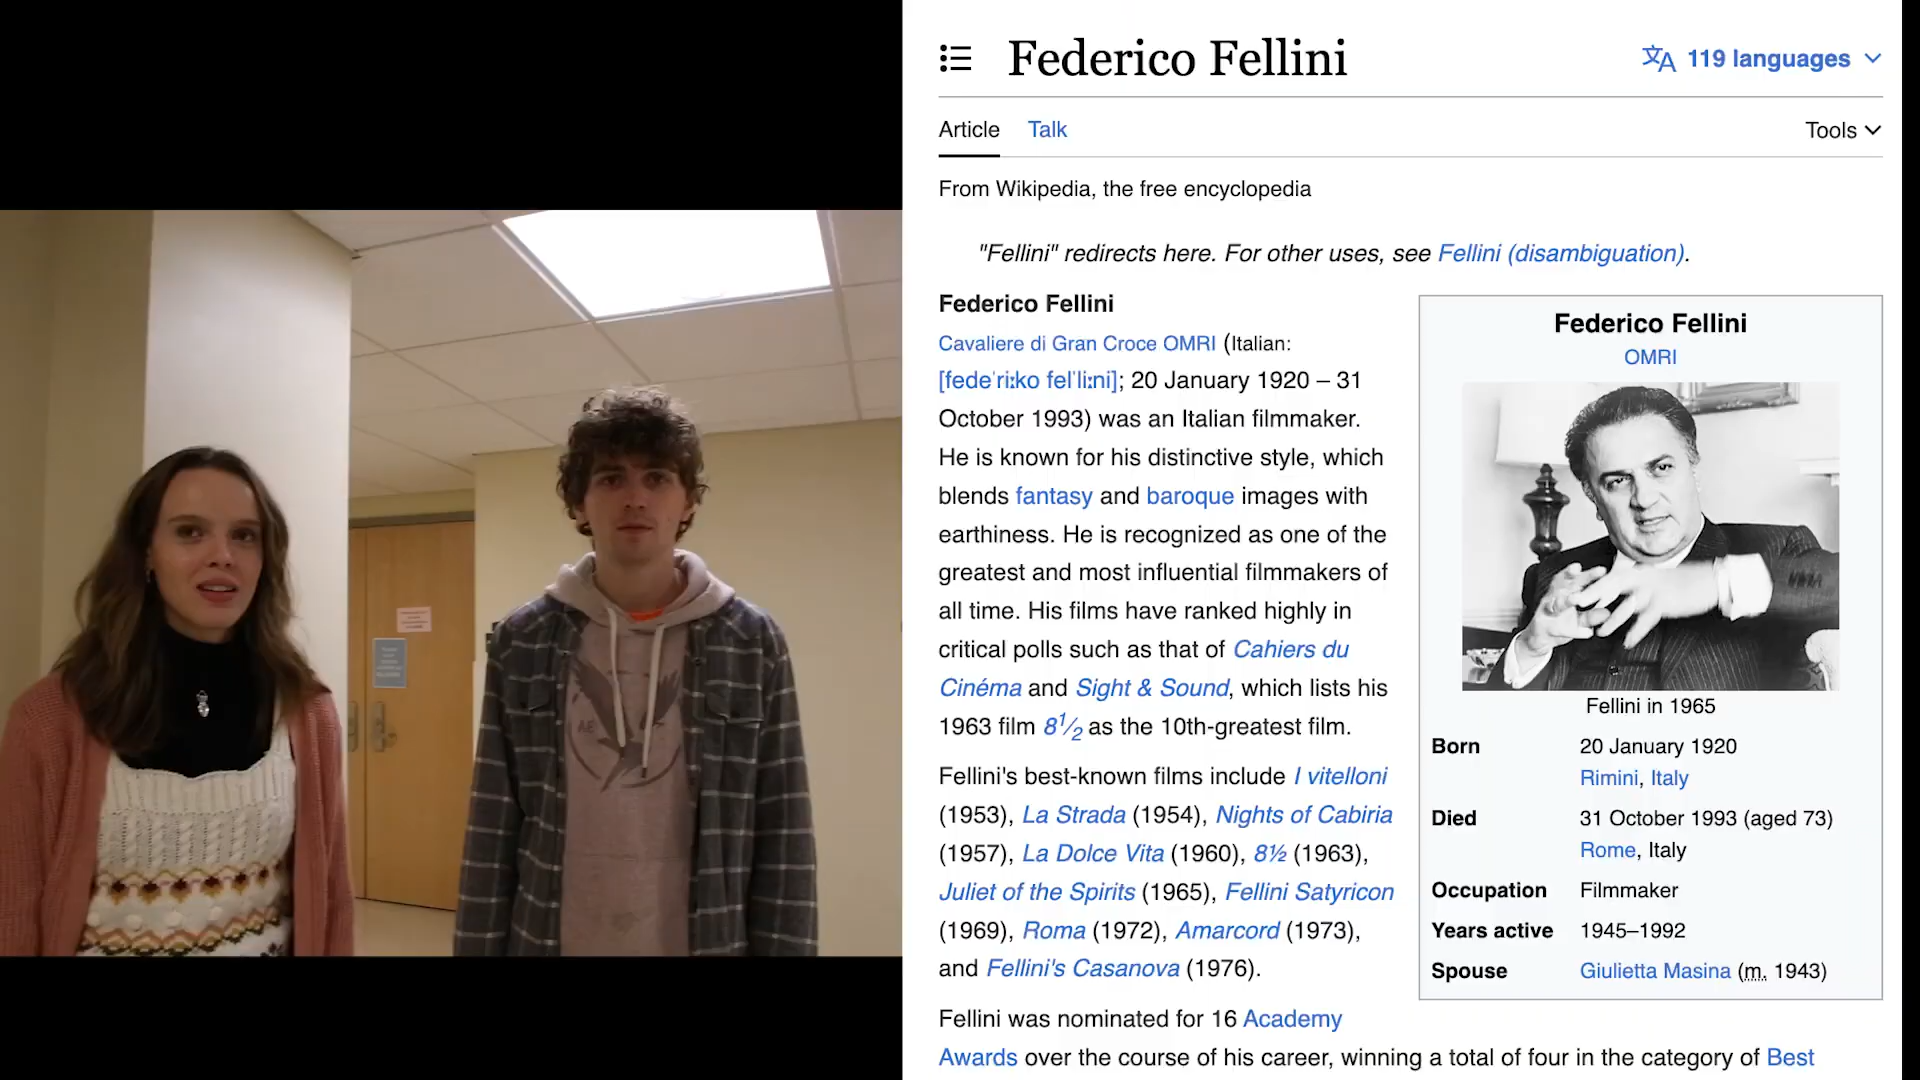 Federico Fellini
119 languages
Article Talk
Tools
From Wikipedia, the free encyclopedia
"Fellini" redirects here. For other uses, see Fellini (disambiguation).
Federico Fellini
Cavaliere di Gran Croce OMRI (Italian:
[fedeˈriːko felˈliːni]; 20 January 1920 – 31
October 1993) was an Italian filmmaker.
He is known for his distinctive style, which
blends fantasy and baroque images with
earthiness. He is recognized as one of the
greatest and most influential filmmakers of
all time. His films have ranked highly in
critical polls such as that of Cahiers du
Cinéma and Sight & Sound, which lists his
1963 film 8½ as the 10th-greatest film.
Fellini's best-known films include I vitelloni
(1953), La Strada (1954), Nights of Cabiria
(1957), La Dolce Vita (1960), 8½ (1963),
Juliet of the Spirits (1965), Fellini Satyricon
(1969), Roma (1972), Amarcord (1973),
and Fellini's Casanova (1976).
Fellini was nominated for 16 Academy
Awards over the course of his career, winning a total of four in the category of Best
Federico Fellini
OMRI
Fellini in 1965
Born 20 January 1920
Rimini, Italy
Died 31 October 1993 (aged 73)
Rome, Italy
Occupation Filmmaker
Years active 1945–1992
Spouse Giulietta Masina (m. 1943)
AE